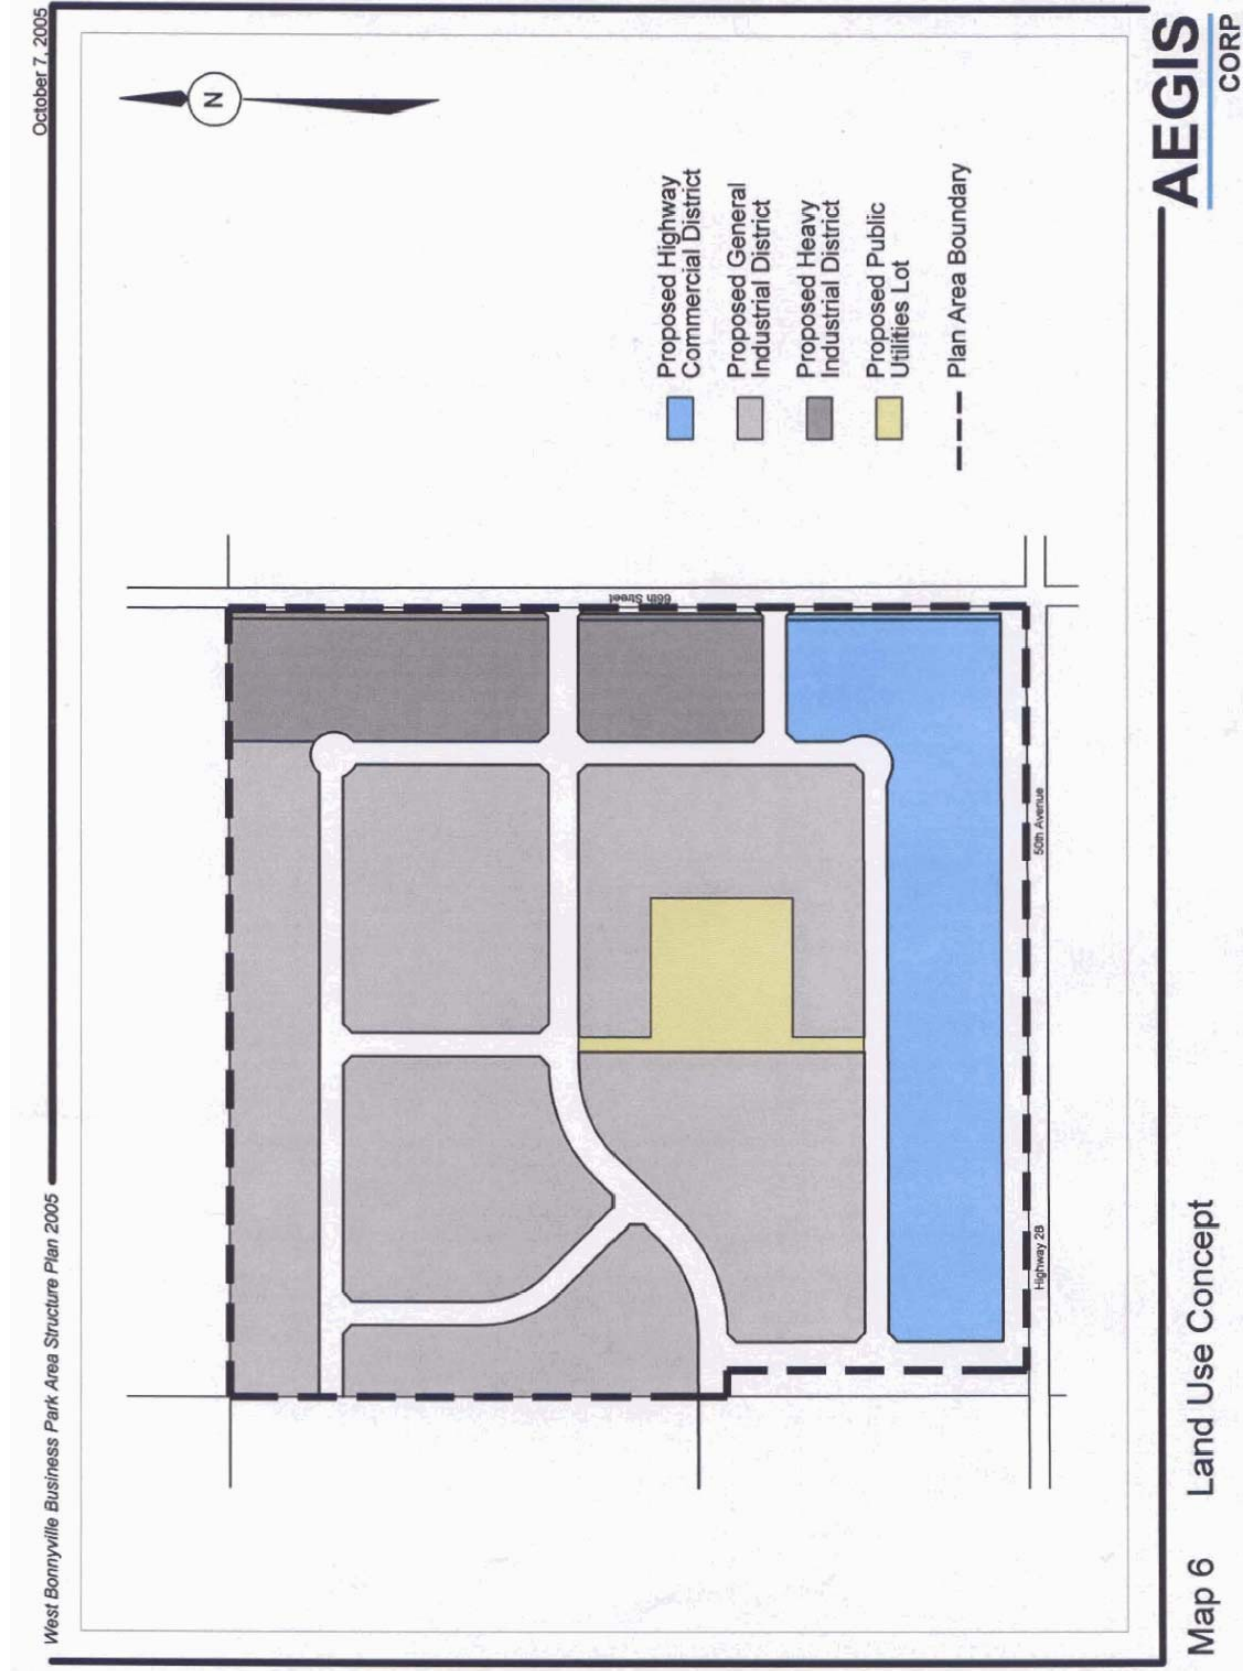 West Bonnyville Business Park Area Structure Plan 2005
October 7, 2005
N
Proposed Highway
Commercial District
Proposed General
Industrial District
Proposed Heavy
Industrial District
Proposed Public
Utilities Lot
Plan Area Boundary
66th Street
50th Avenue
Highway 28
Map 6
Land Use Concept
AEGIS
CORP